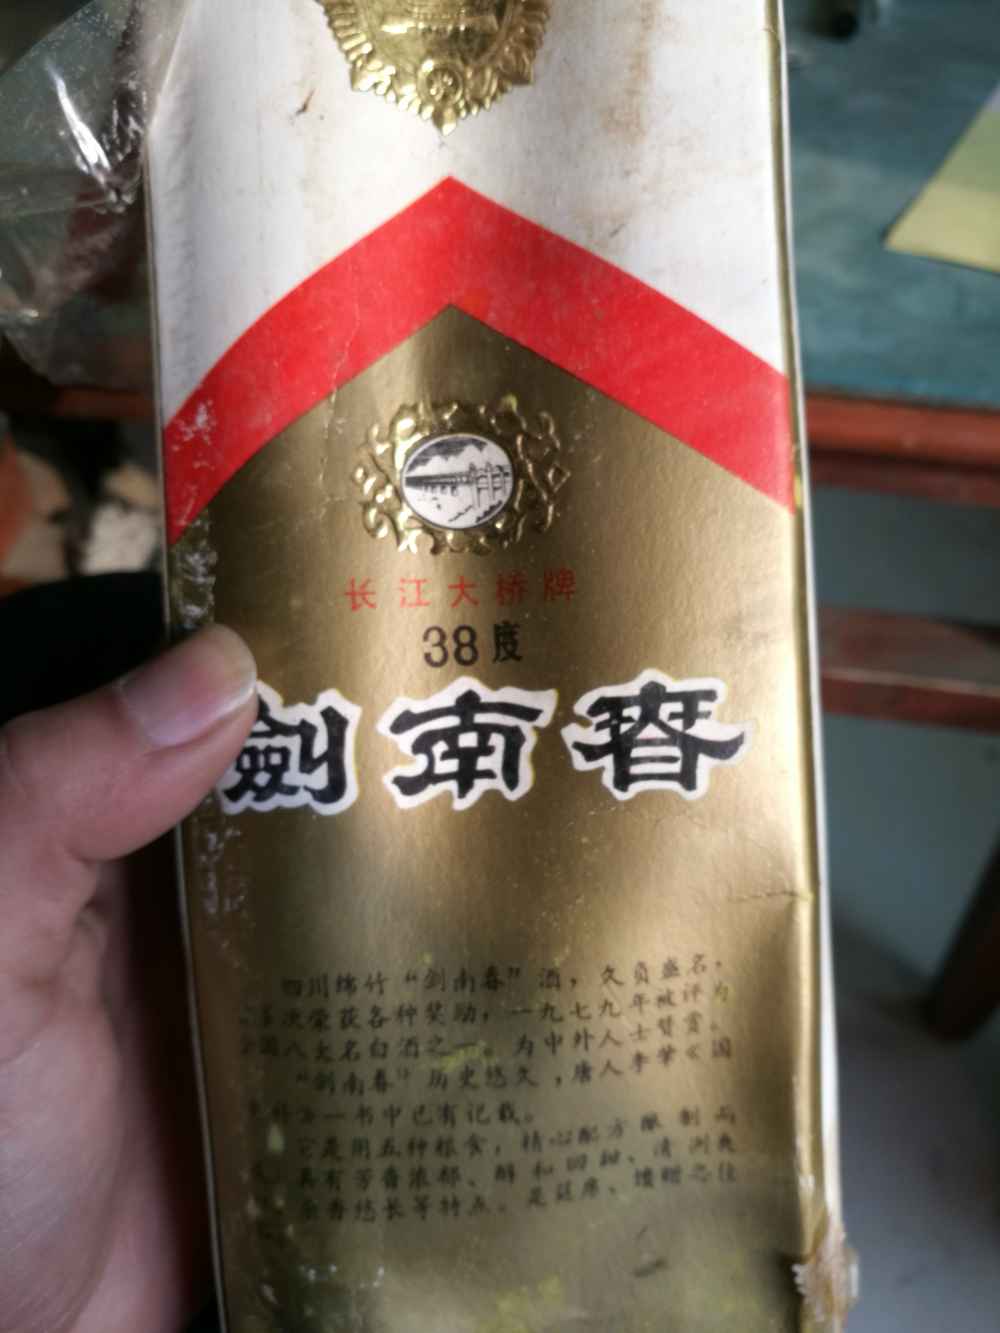 长江大桥牌
38度
劍南春
四川绵竹“剑南春”酒，久负盛名，
多次荣获各种奖励，一九七九年被评为
全国八大名白酒之一。为中外人士赞赏。
“剑南春”历史悠久，唐人李肇《国
一书中已有记载。
它是用五种粮食，精心配方酿制而
具有芳香浓郁、醇和回甜、清冽爽
余香悠长等特点。是筵席、馈赠之佳